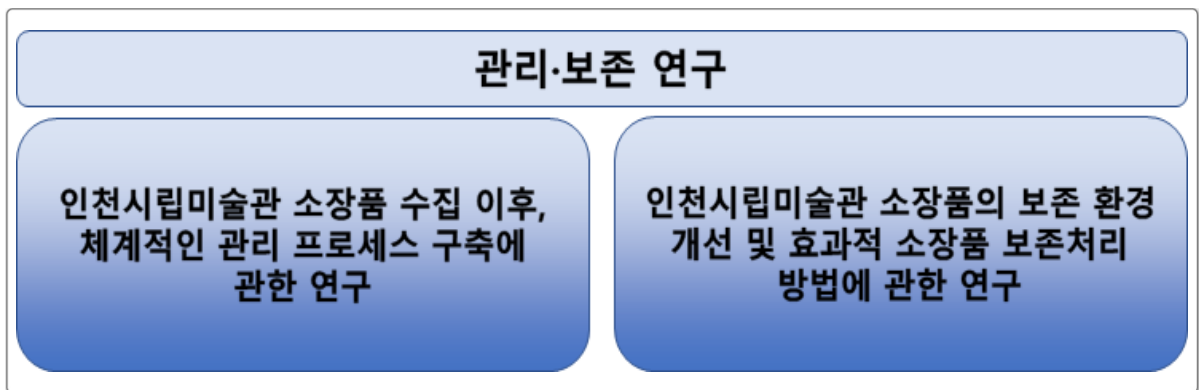 관리·보존 연구
인천시립미술관 소장품 수집 이후,
체계적인 관리 프로세스 구축에
관한 연구
인천시립미술관 소장품의 보존 환경
개선 및 효과적 소장품 보존처리
방법에 관한 연구